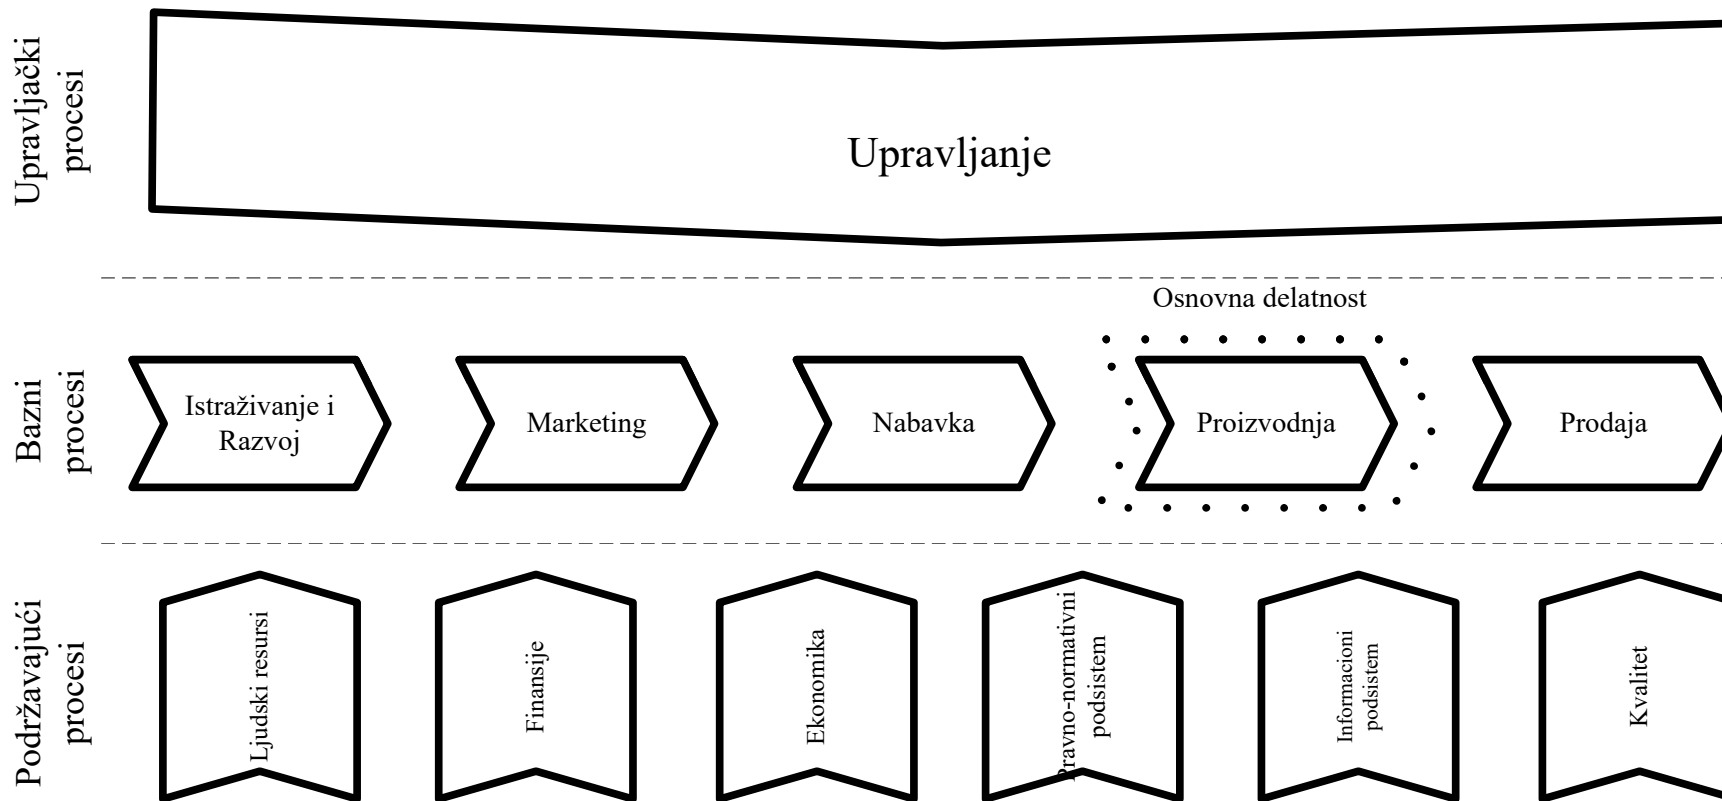 Upravljački
procesi
Upravljanje
Osnovna delatnost
Bazni
procesi
Istraživanje i
Razvoj
Marketing
Nabavka
Proizvodnja
Prodaja
Podržavajući
procesi
Ljudski resursi
Finansije
Ekonomika
Pravno-normativni
podsistem
Informacioni
podsistem
Kvalitet